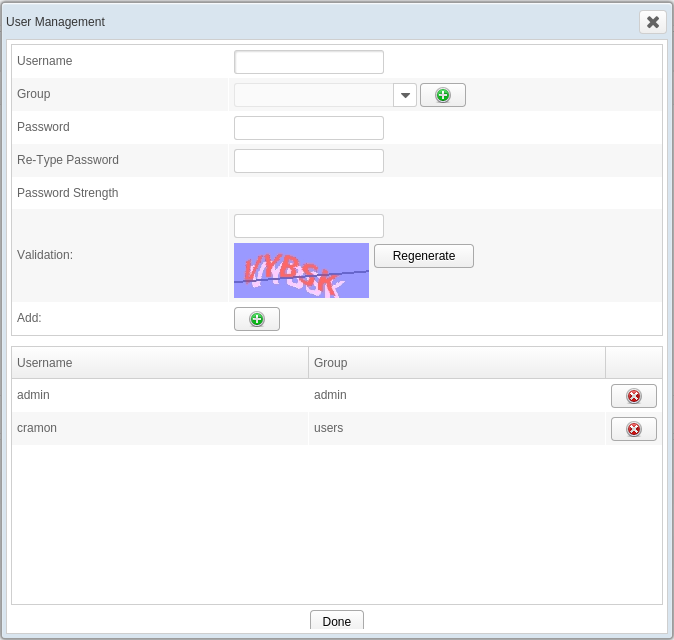 User Management
Username
Group
Password
Re-Type Password
Password Strength
Validation:
Regenerate
Add:
Username Group
admin admin
cramon users
Done